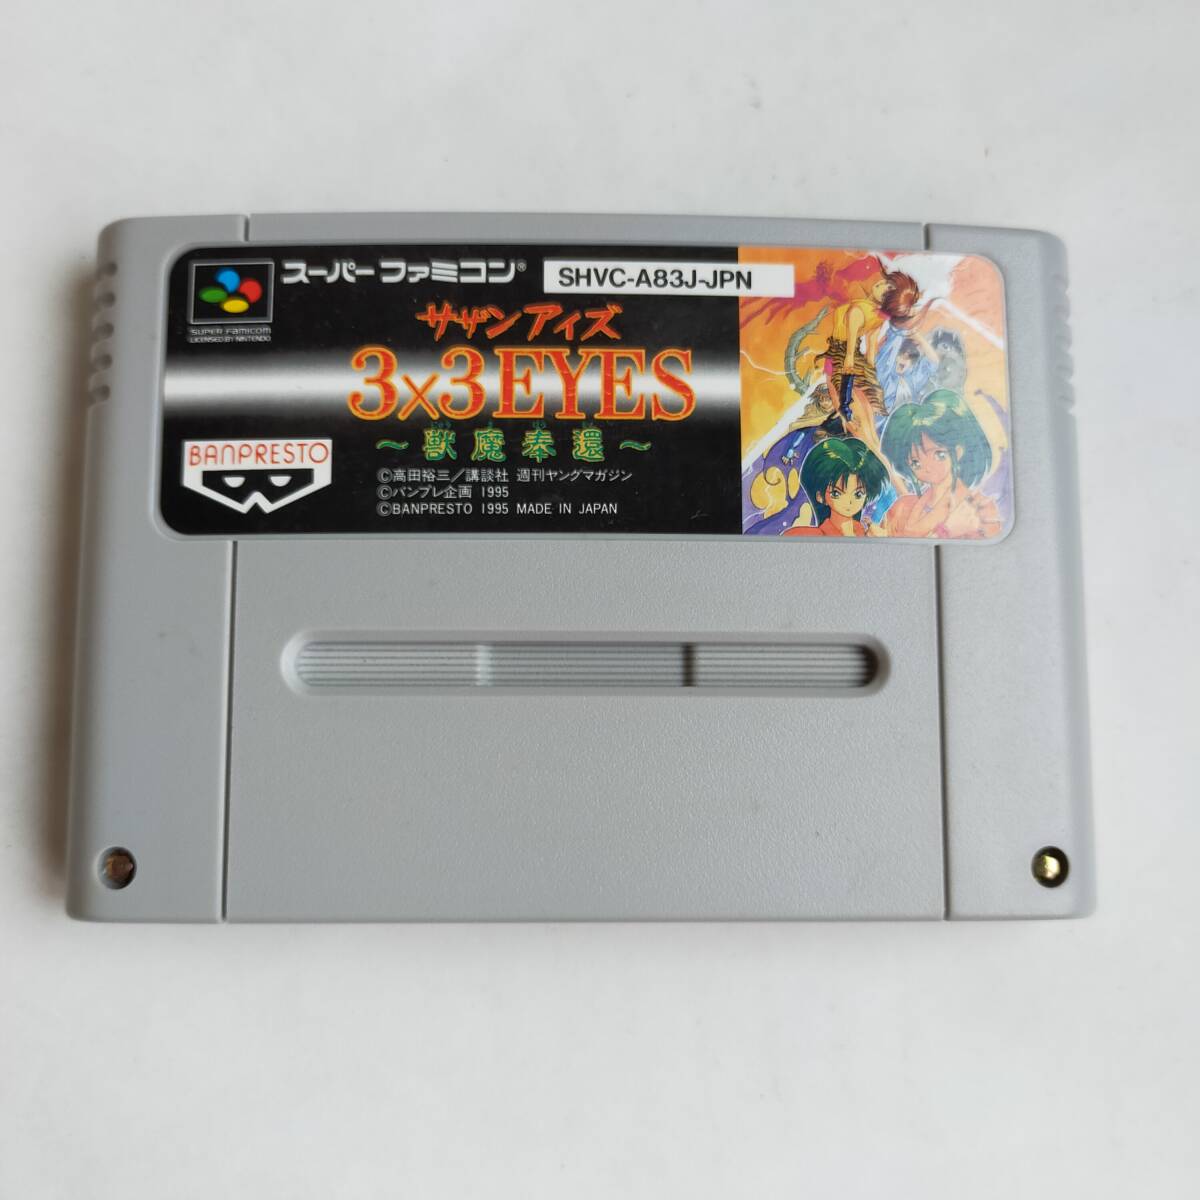 スーパーファミコン®
SHVC-A83J-JPN
SUPER FAMICOM
LICENSED BY NINTENDO
サザンアイズ
3×3EYES
～獣魔奉還～
BANPRESTO
©高田裕三／講談社 週刊ヤングマガジン
©バンプレ企画 1995
©BANPRESTO 1995 MADE IN JAPAN